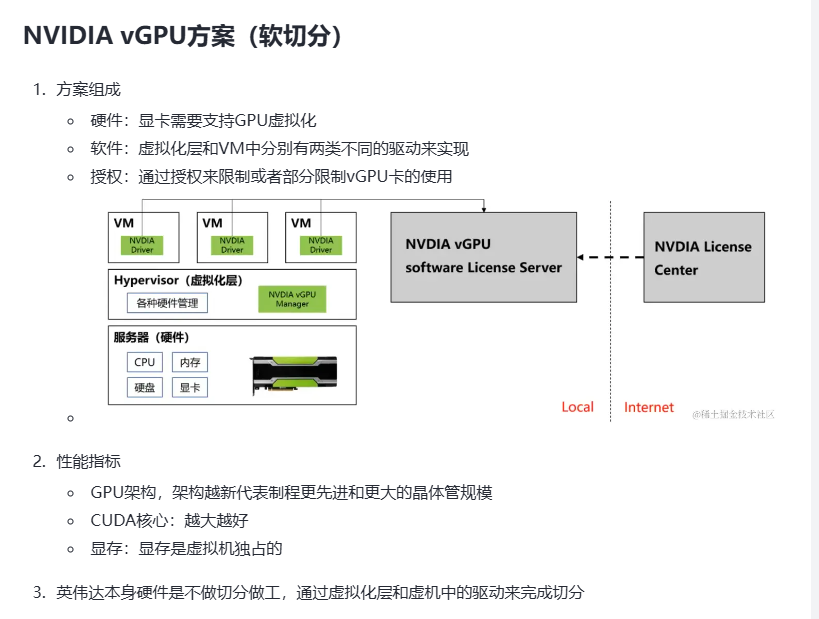 NVIDIA vGPU方案（软切分）
1. 方案组成
硬件：显卡需要支持GPU虚拟化
软件：虚拟化层和VM中分别有两类不同的驱动来实现
授权：通过授权来限制或者部分限制vGPU卡的使用
VM
NVIDIA
Driver
VM
NVIDIA
Driver
VM
NVIDIA
Driver
Hypervisor（虚拟化层）
各种硬件管理
NVIDIA vGPU
Manager
服务器（硬件）
CPU
内存
硬盘
显卡
NVIDIA vGPU
software License Server
NVIDIA License
Center
Local
Internet
@稀土掘金技术社区
2. 性能指标
GPU架构，架构越新代表制程更先进和更大的晶体管规模
CUDA核心：越大越好
显存：显存是虚拟机独占的
3. 英伟达本身硬件是不做切分做工，通过虚拟化层和虚机中的驱动来完成切分